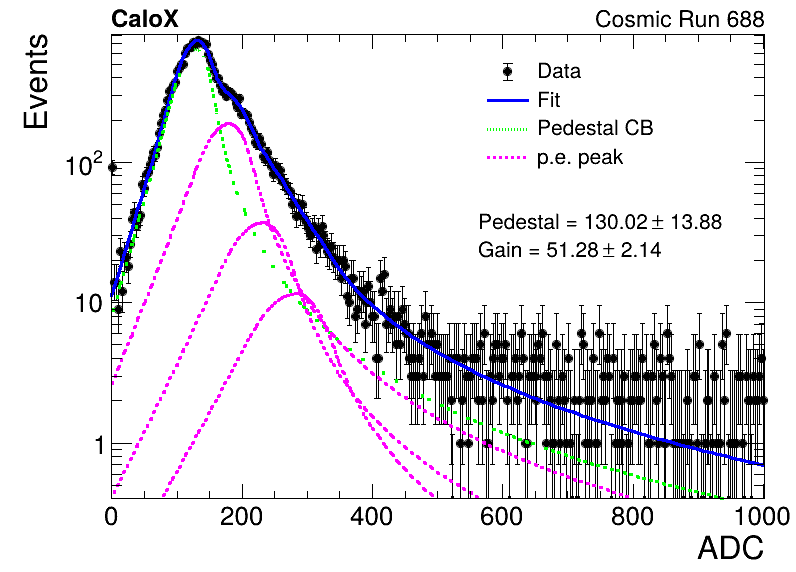 CaloX Cosmic Run 688
Events
Data
Fit
Pedestal CB
p.e. peak
Pedestal = 130.02 ± 13.88
Gain = 51.28 ± 2.14
10²
10
1
0 200 400 600 800 1000
ADC